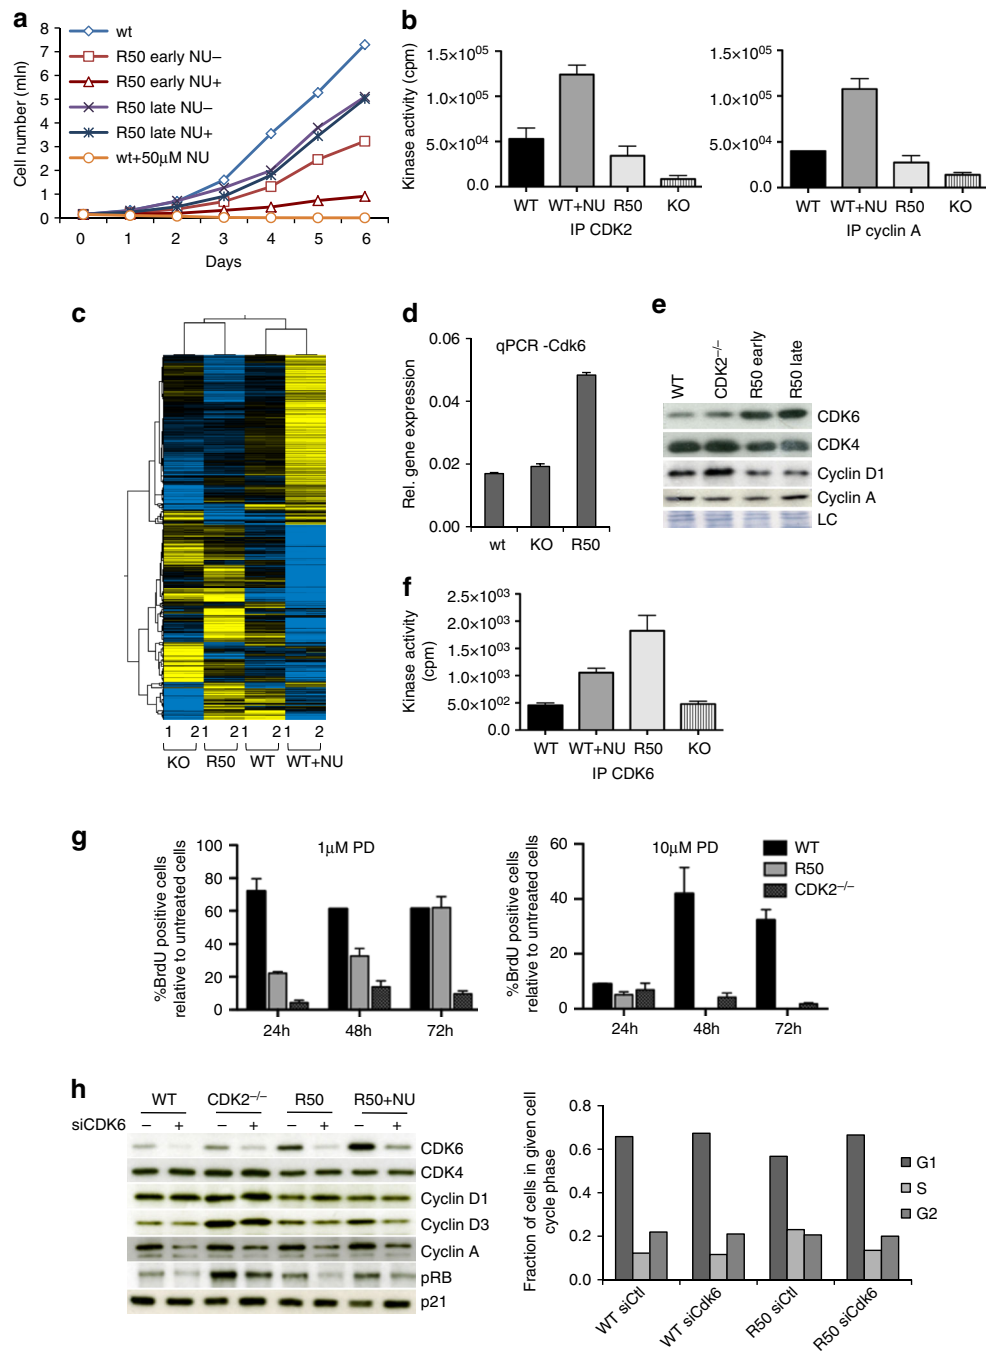 a
8
7
6
5
4
3
2
1
0
Cell number (mln)
wt
R50 early NU–
R50 early NU+
R50 late NU–
R50 late NU+
wt+50µM NU
0 1 2 3 4 5 6
Days
b
Kinase activity (cpm)
1.5×10⁰⁵
1.0×10⁰⁵
5.0×10⁰⁴
0.0
WT WT+NU R50 KO
IP CDK2
1.5×10⁰⁵
1.0×10⁰⁵
5.0×10⁰⁴
0.0
WT WT+NU R50 KO
IP cyclin A
c
1 2 1 2 1 2 1 2
KO R50 WT WT+NU
d
qPCR -Cdk6
Rel. gene expression
0.06
0.04
0.02
0.00
wt KO R50
e
WT CDK2⁻/⁻ R50 early R50 late
CDK6
CDK4
Cyclin D1
Cyclin A
LC
f
Kinase activity
(cpm)
2.5×10⁰³
2.0×10⁰³
1.5×10⁰³
1.0×10⁰³
5.0×10⁰²
0.0
WT WT+NU R50 KO
IP CDK6
g
%BrdU positive cells
relative to untreated cells
1µM PD
100
80
60
40
20
0
24h 48h 72h
%BrdU positive cells
relative to untreated cells
10µM PD
60
40
20
0
24h 48h 72h
WT
R50
CDK2⁻/⁻
h
WT CDK2⁻/⁻ R50 R50+NU
siCDK6 – + – + – + – +
CDK6
CDK4
Cyclin D1
Cyclin D3
Cyclin A
pRB
p21
Fraction of cells in given cell
cycle phase
0.8
0.6
0.4
0.2
0.0
WT siCtl WT siCdk6 R50 siCtl R50 siCdk6
G1
S
G2